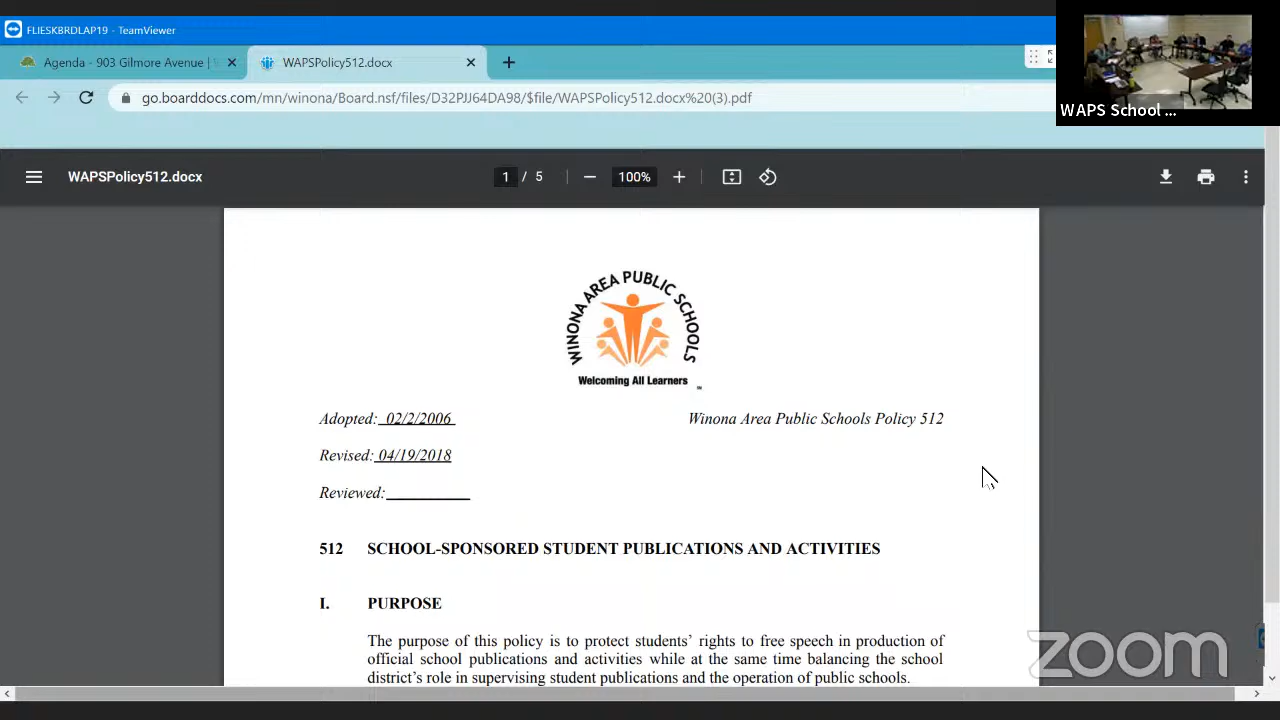 FLIESKBRDLAP19 - TeamViewer
Agenda - 903 Gilmore Avenue |
WAPSPolicy512.docx
go.boarddocs.com/mn/winona/Board.nsf/files/D32PJJ64DA98/$file/WAPSPolicy512.docx%20(3).pdf
WAPS School ...
WAPSPolicy512.docx
1 / 5
100%
WINONA AREA PUBLIC SCHOOLS
Welcoming All Learners
Adopted: 02/2/2006
Winona Area Public Schools Policy 512
Revised: 04/19/2018
Reviewed:
512 SCHOOL-SPONSORED STUDENT PUBLICATIONS AND ACTIVITIES
I. PURPOSE
The purpose of this policy is to protect students' rights to free speech in production of
official school publications and activities while at the same time balancing the school
district's role in supervising student publications and the operation of public schools.
zoom